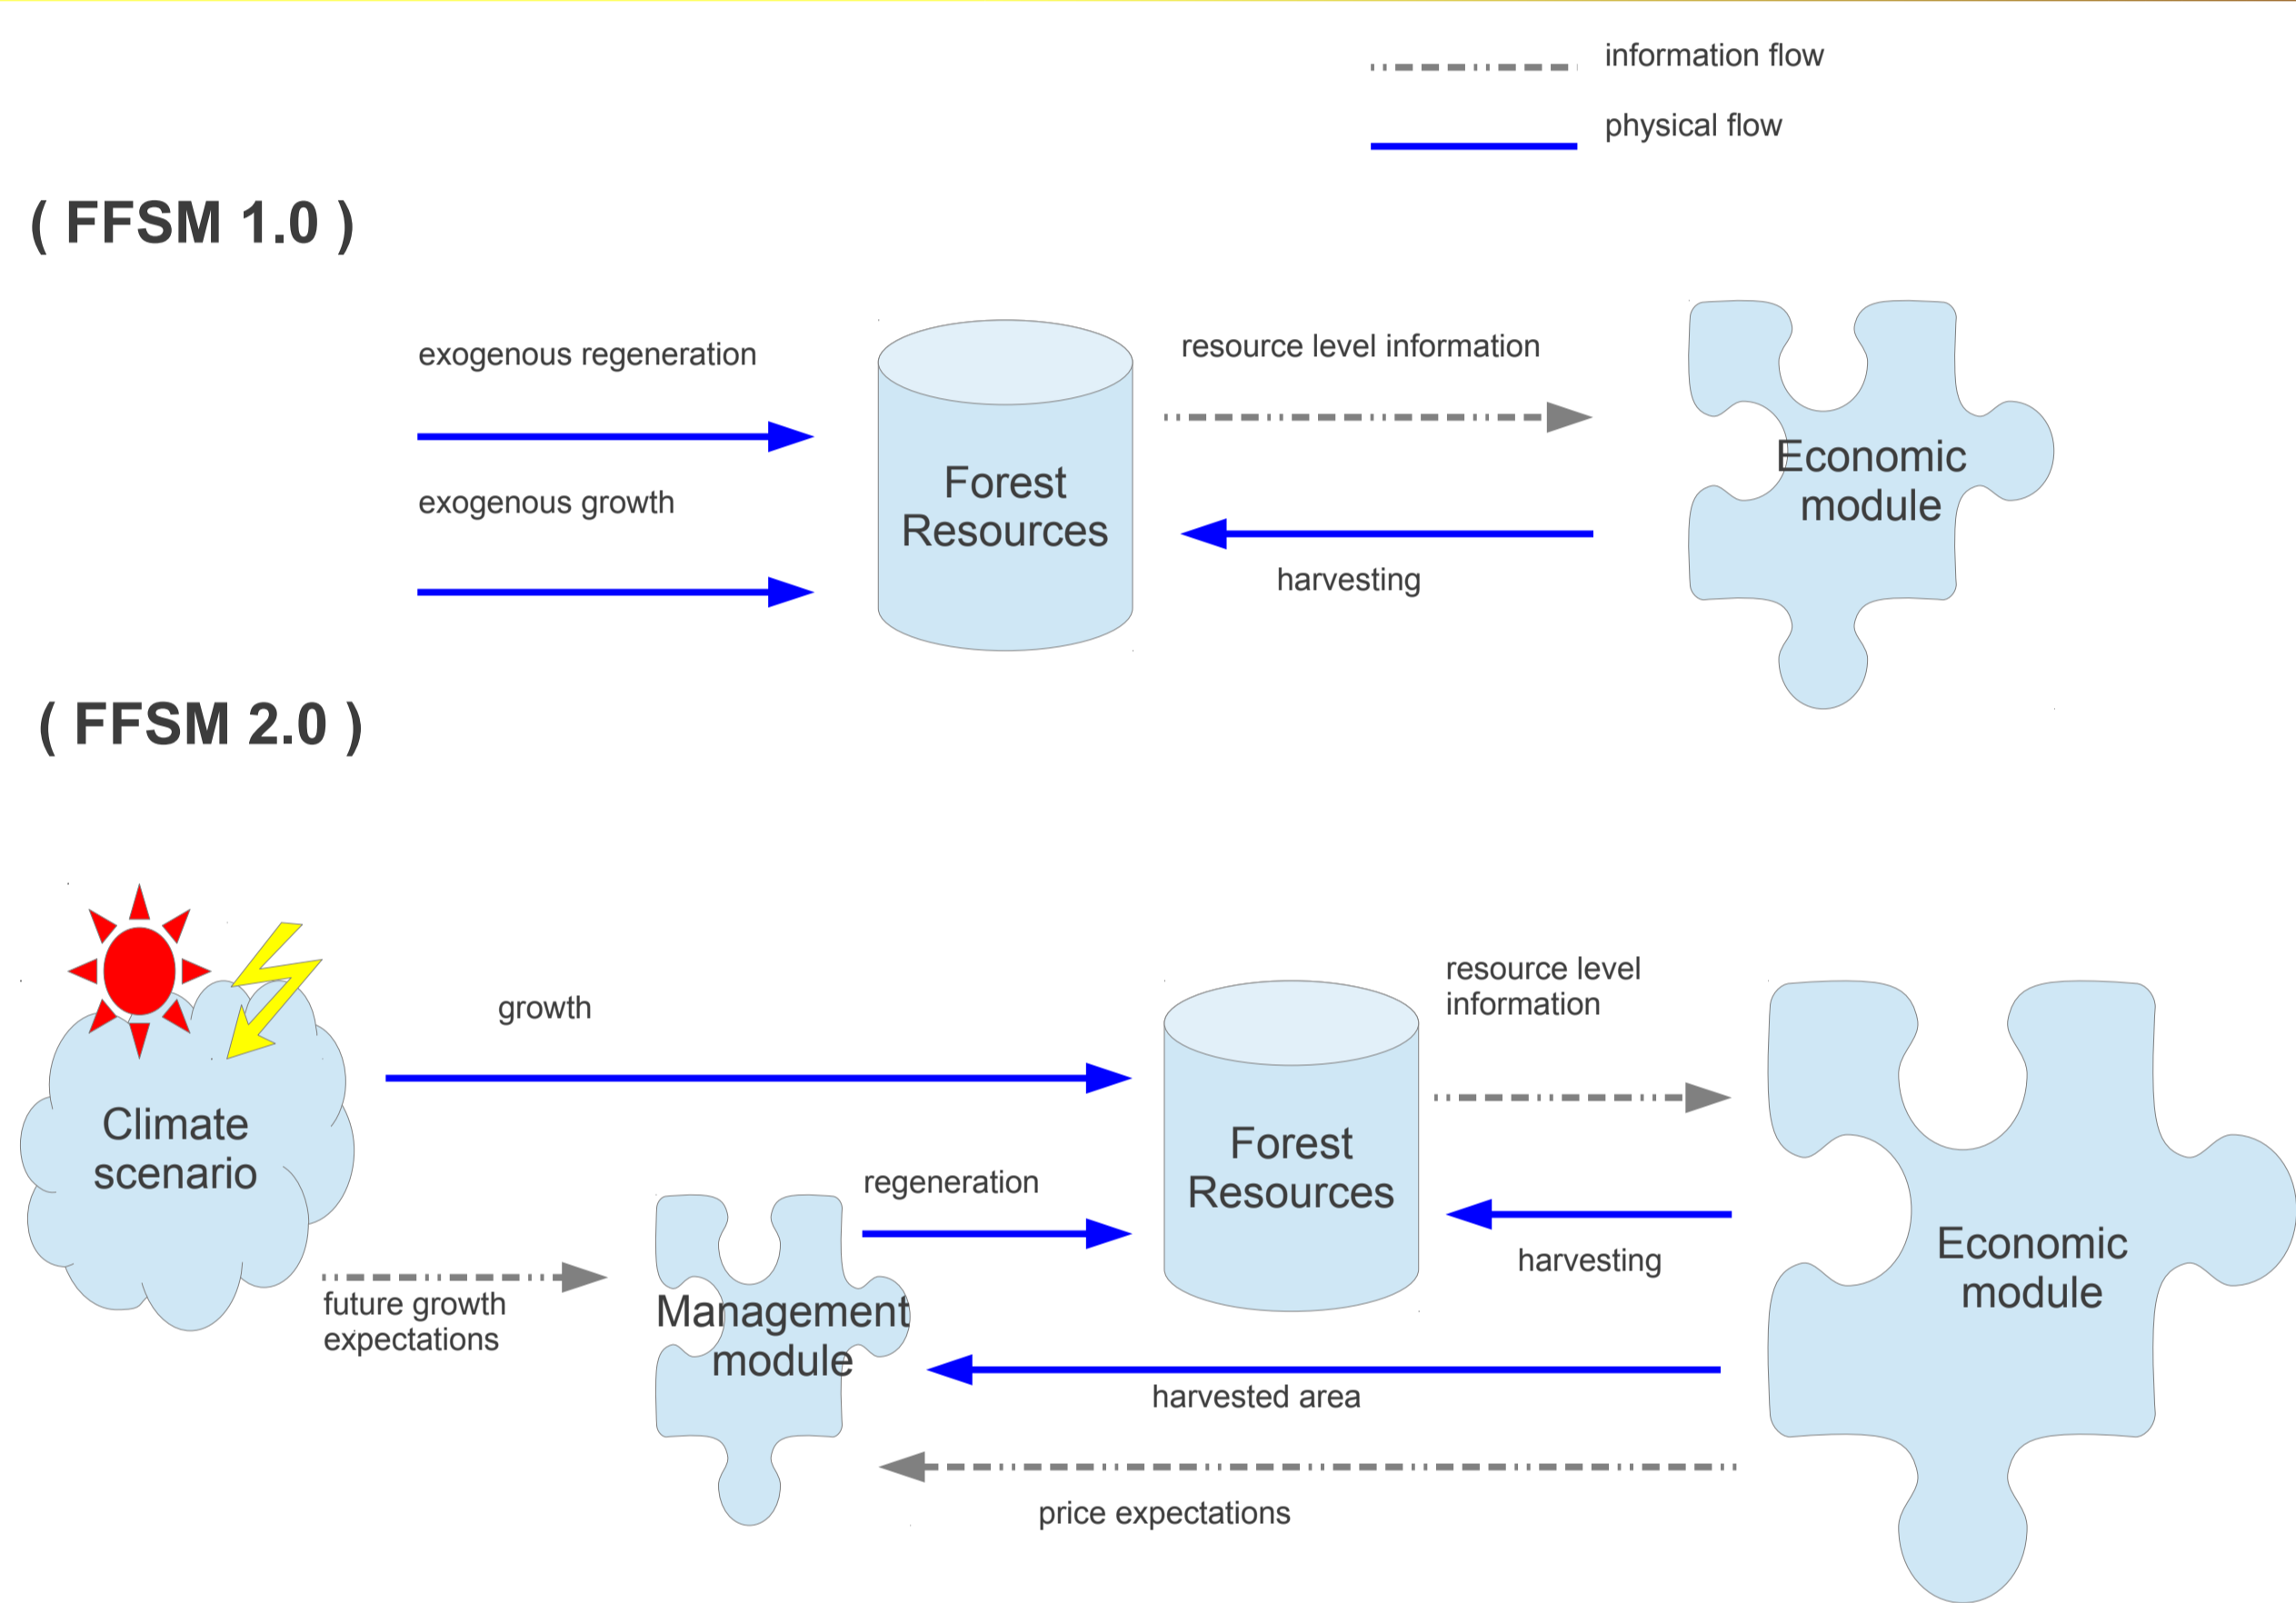 information flow
physical flow
( FFSM 1.0 )
exogenous regeneration
resource level information
exogenous growth
Forest
Resources
Economic
module
harvesting
( FFSM 2.0 )
growth
resource level
information
Climate
scenario
regeneration
Forest
Resources
harvesting
Economic
module
future growth
expectations
Management
module
harvested area
price expectations